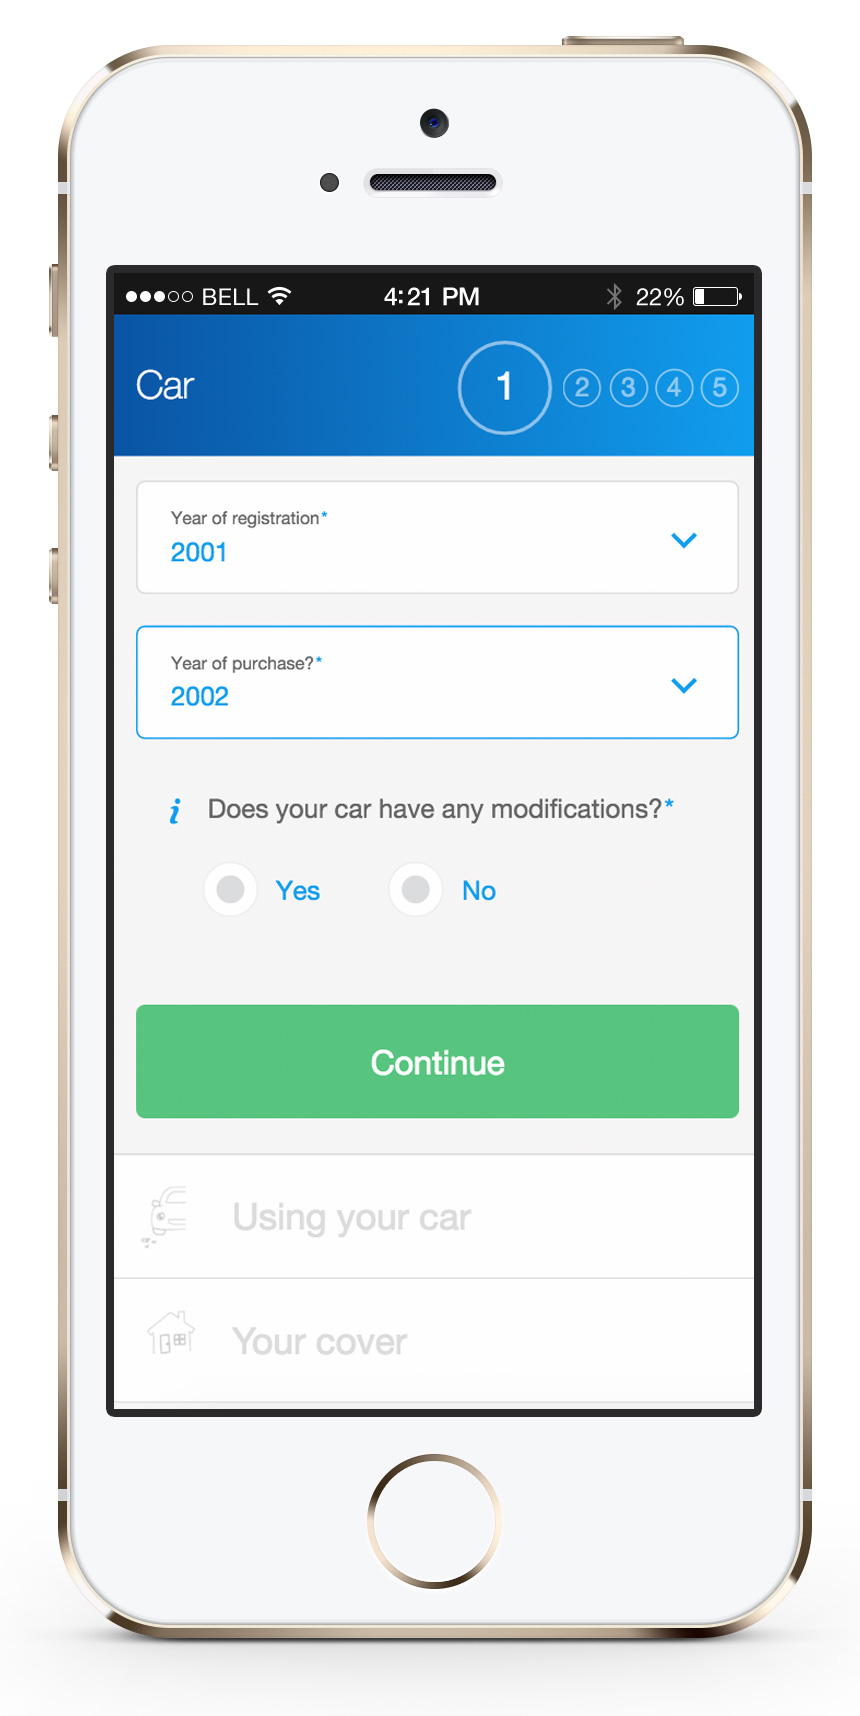 BELL 4:21 PM 22%
Car 1 2 3 4 5
Year of registration*
2001
Year of purchase?*
2002
i Does your car have any modifications?*
Yes No
Continue
Using your car
Your cover